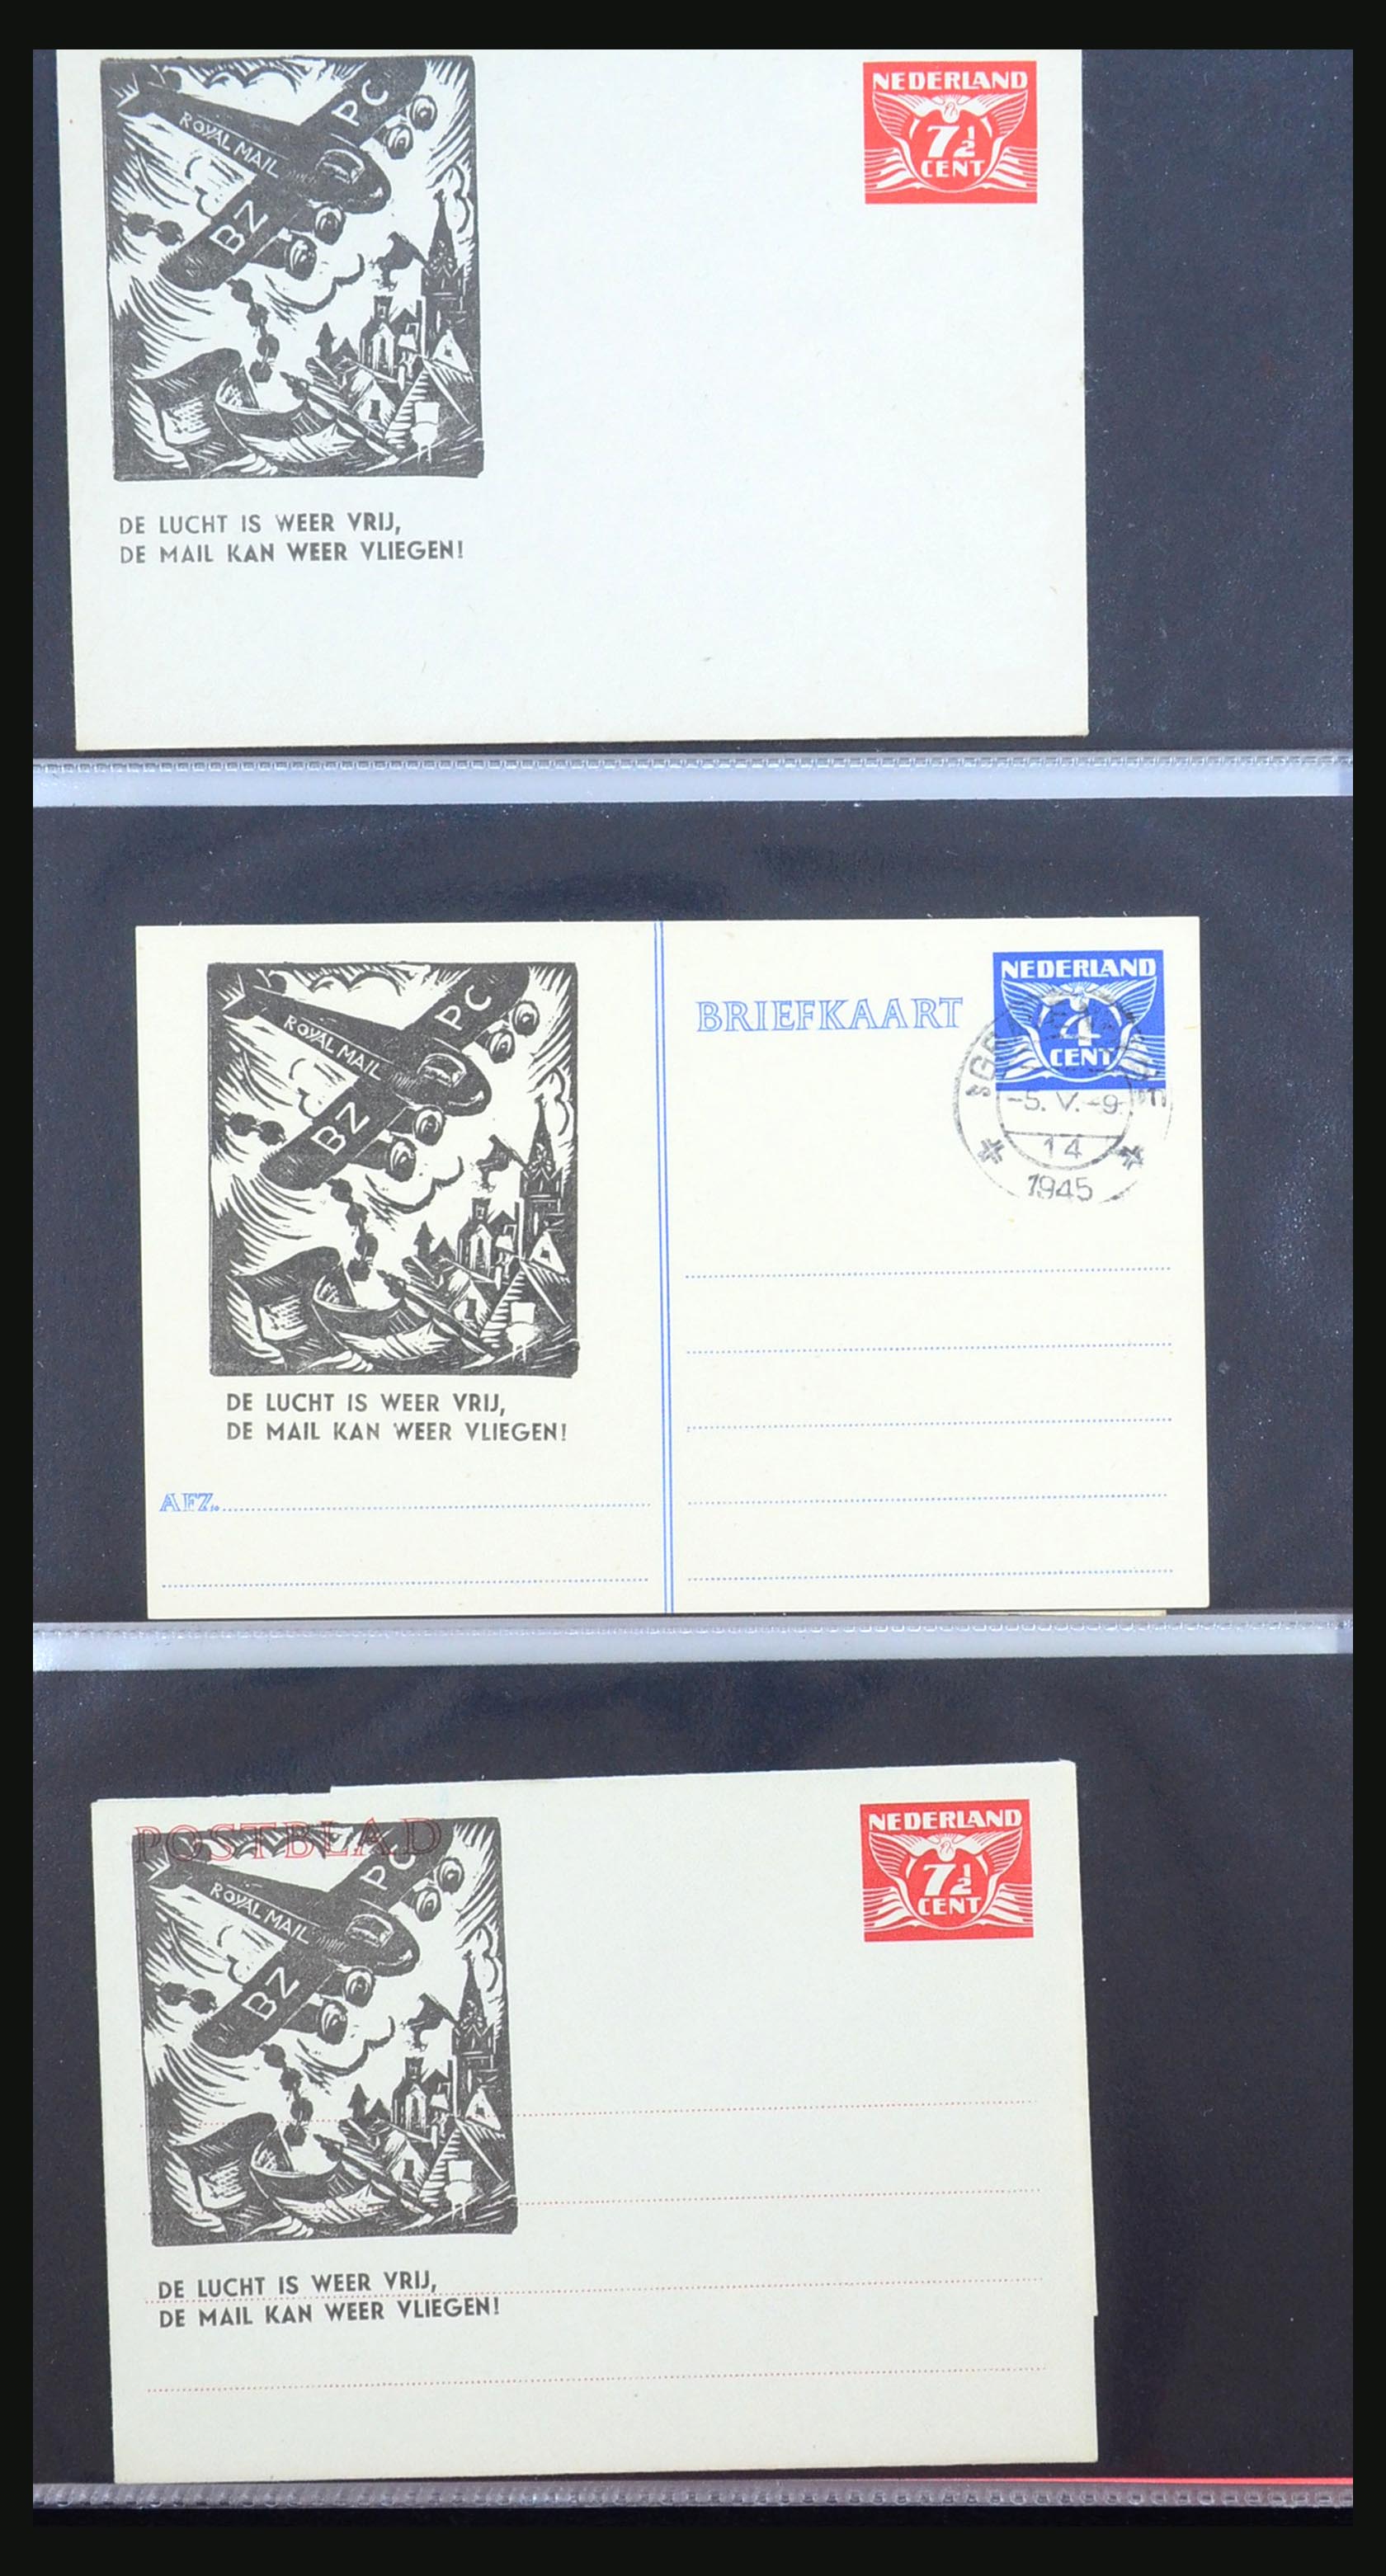 ROYAL MAIL
PC
BZ
NEDERLAND
7½
CENT
DE LUCHT IS WEER VRIJ,
DE MAIL KAN WEER VLIEGEN!
ROYAL MAIL
PC
BZ
DE LUCHT IS WEER VRIJ,
DE MAIL KAN WEER VLIEGEN!
AFZ.
BRIEFKAART
NEDERLAND
4
CENT
-5. V. -9.
14
1945
POSTBLAD
ROYAL MAIL
PC
BZ
NEDERLAND
7½
CENT
DE LUCHT IS WEER VRIJ,
DE MAIL KAN WEER VLIEGEN!